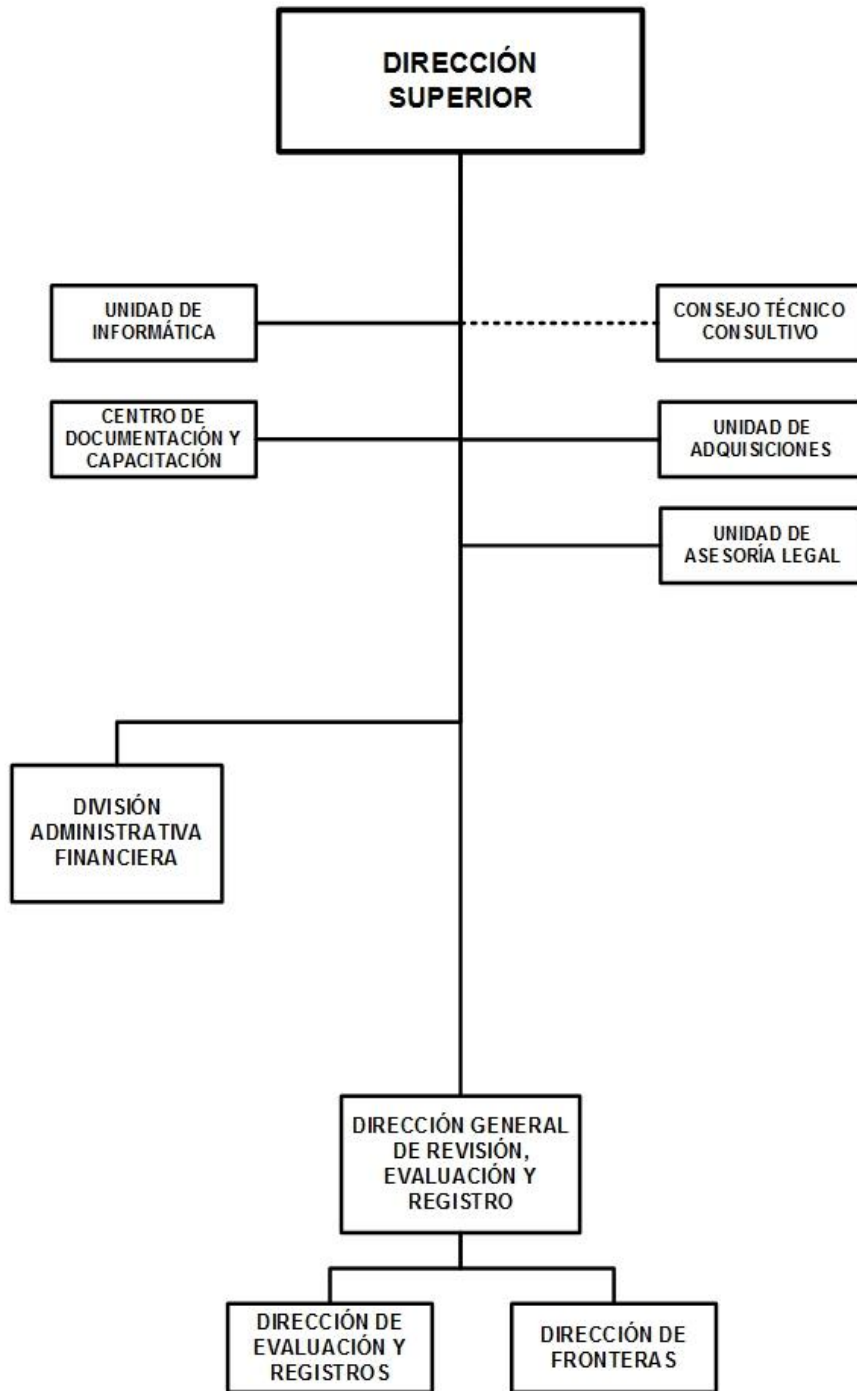 DIRECCIÓN
SUPERIOR
UNIDAD DE
INFORMÁTICA
CONSEJO TÉCNICO
CONSULTIVO
CENTRO DE
DOCUMENTACIÓN Y
CAPACITACIÓN
UNIDAD DE
ADQUISICIONES
UNIDAD DE
ASESORÍA LEGAL
DIVISIÓN
ADMINISTRATIVA
FINANCIERA
DIRECCIÓN GENERAL
DE REVISIÓN,
EVALUACIÓN Y
REGISTRO
DIRECCIÓN DE
EVALUACIÓN Y
REGISTROS
DIRECCIÓN DE
FRONTERAS